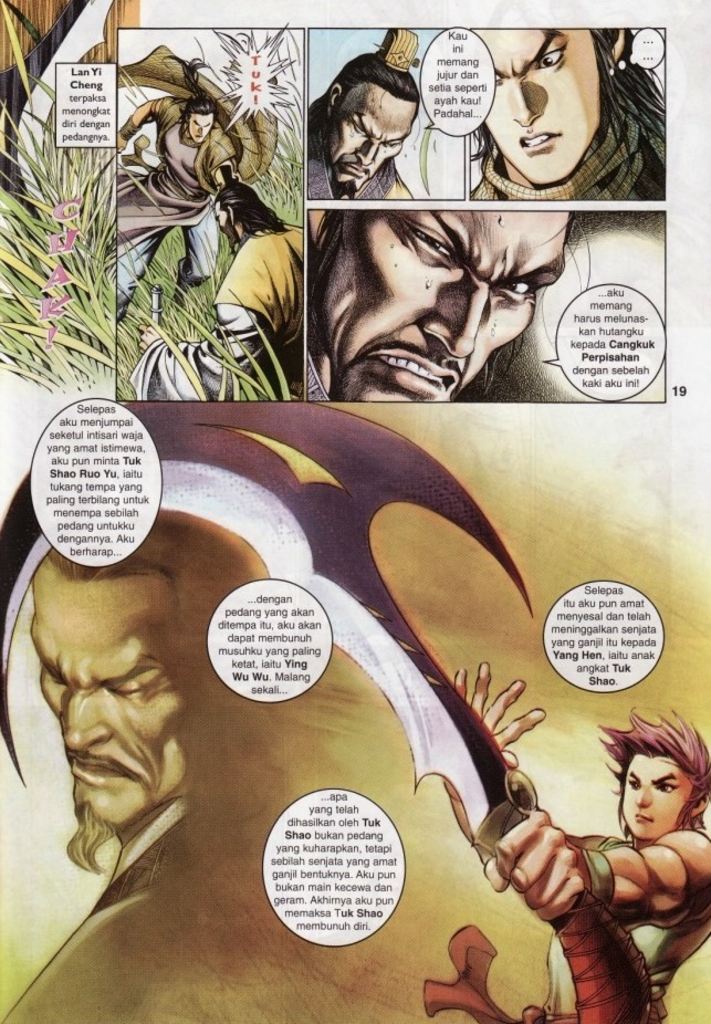 Lan Yi
Cheng
terpaksa
menongkat
diri dengan
pedangnya.
CHAK!
TUK!
Kau
ini
memang
jujur dan
setia seperti
ayah kau!
Padahal...
...
...
...aku
memang
harus melunas-
kan hutangku
kepada Cangkuk
Perpisahan
dengan sebelah
kaki aku ini!
19
Selepas
aku menjumpai
seketul intisari waja
yang amat istimewa,
aku pun minta Tuk
Shao Ruo Yu, iaitu
tukang tempa yang
paling terbilang untuk
menempa sebilah
pedang untukku
dengannya. Aku
berharap...
...dengan
pedang yang akan
ditempa itu, aku akan
dapat membunuh
musuhku yang paling
ketat, iaitu Ying
Wu Wu. Malang
sekali...
Selepas
itu aku pun amat
menyesal dan telah
meninggalkan senjata
yang ganjil itu kepada
Yang Hen, iaitu anak
angkat Tuk
Shao.
...apa
yang telah
dihasilkan oleh Tuk
Shao bukan pedang
yang kuharapkan, tetapi
sebilah senjata yang amat
ganjil bentuknya. Aku pun
bukan main kecewa dan
geram. Akhirnya aku pun
memaksa Tuk Shao
membunuh diri.